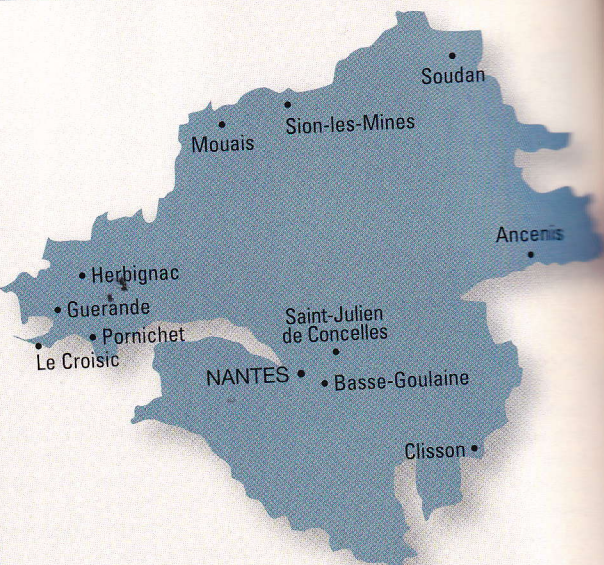 Soudan
Sion-les-Mines
Mouais
Ancenis
Herbignac
Guerande
Saint-Julien
de Concelles
Pornichet
Le Croisic
NANTES
Basse-Goulaine
Clisson